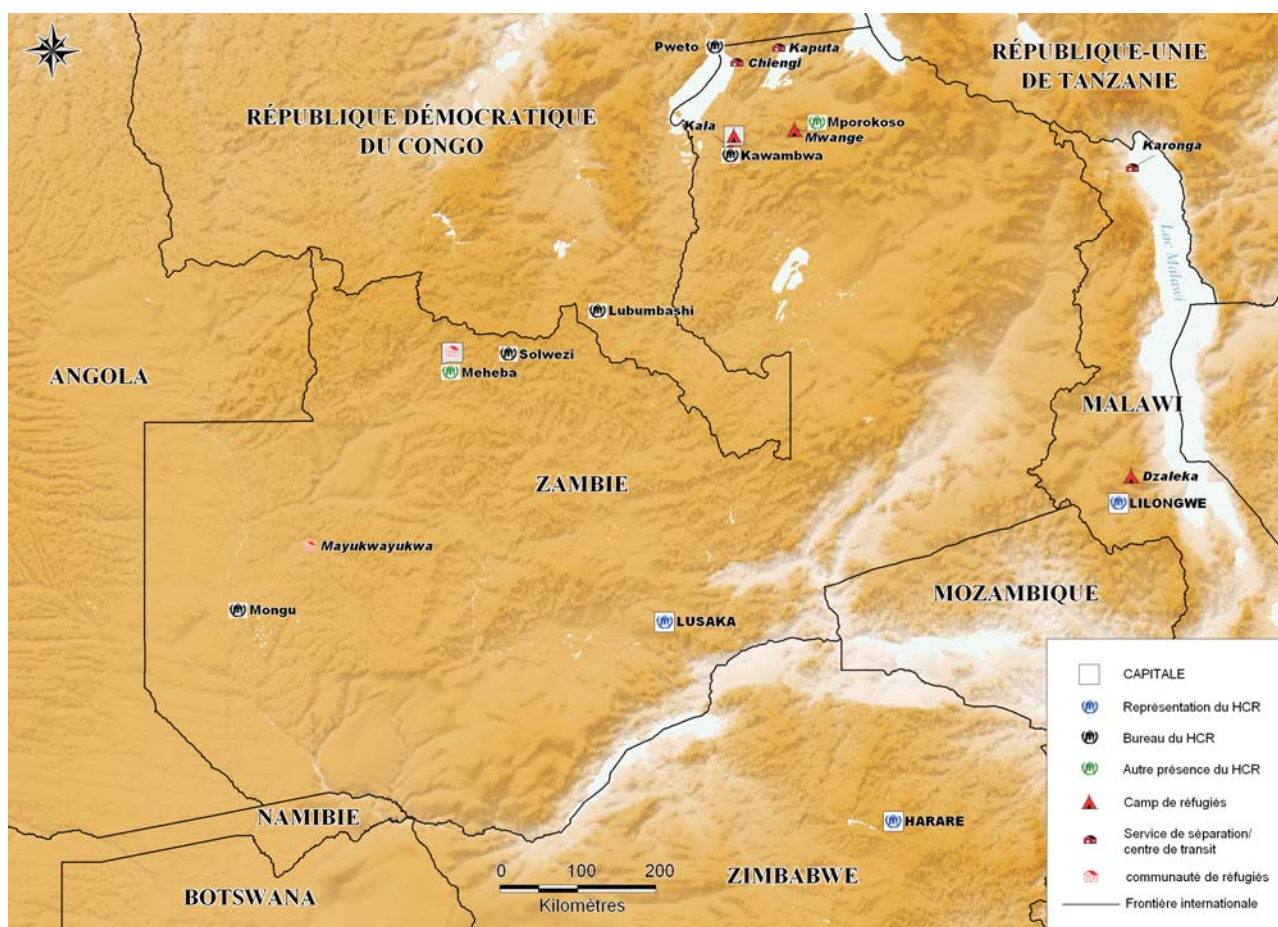 Pweto
Kaputa
Chiengi
RÉPUBLIQUE-UNIE
DE TANZANIE
RÉPUBLIQUE DÉMOCRATIQUE
DU CONGO
Kala
Mporokoso
Mwange
Kawambwa
Karonga
Lac Malawi
Lubumbashi
Solwezi
Meheba
ANGOLA
MALAWI
ZAMBIE
Dzaleka
LILONGWE
Mayukwayukwa
MOZAMBIQUE
Mongu
LUSAKA
NAMIBIE
HARARE
ZIMBABWE
BOTSWANA
0 100 200
Kilomètres
CAPITALE
Représentation du HCR
Bureau du HCR
Autre présence du HCR
Camp de réfugiés
Service de séparation/
centre de transit
communauté de réfugiés
Frontière internationale